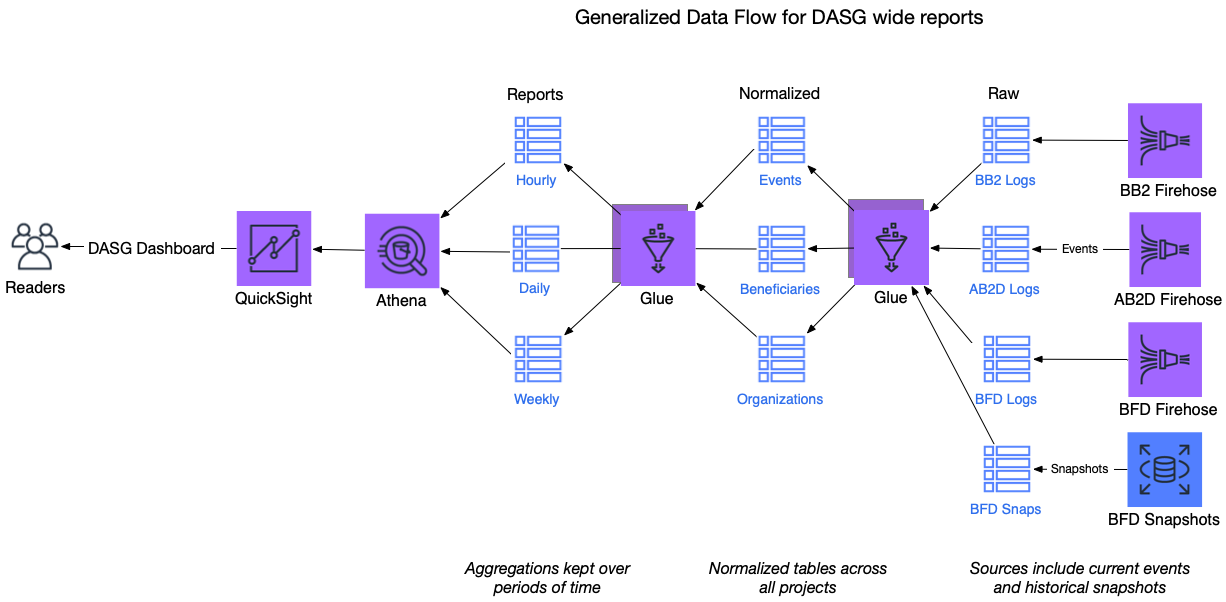 Generalized Data Flow for DASG wide reports
Reports
Normalized
Raw
Hourly
Events
BB2 Logs
BB2 Firehose
Readers
DASG Dashboard
QuickSight
Athena
Daily
Glue
Beneficiaries
Glue
AB2D Logs
Events
AB2D Firehose
Weekly
Organizations
BFD Logs
BFD Firehose
BFD Snaps
Snapshots
BFD Snapshots
Aggregations kept over
periods of time
Normalized tables across
all projects
Sources include current events
and historical snapshots